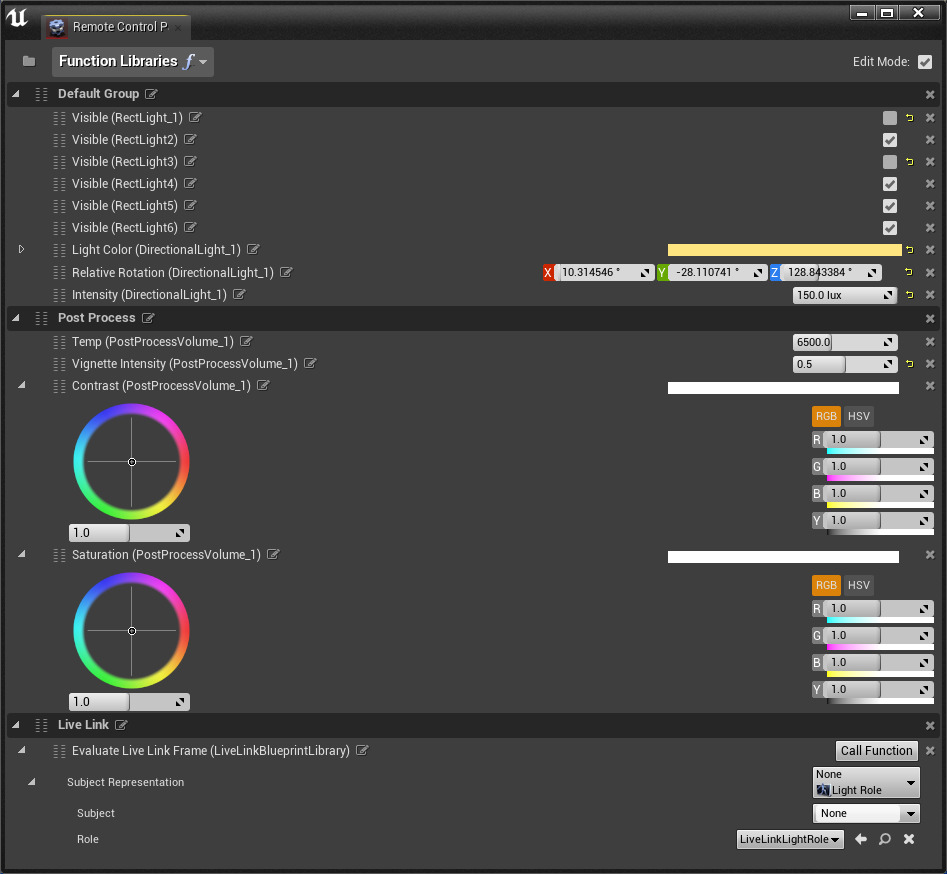 Remote Control P
Function Libraries f
Edit Mode:
Default Group
Visible (RectLight_1)
Visible (RectLight2)
Visible (RectLight3)
Visible (RectLight4)
Visible (RectLight5)
Visible (RectLight6)
Light Color (DirectionalLight_1)
Relative Rotation (DirectionalLight_1) X 10.314546 ° Y -28.110741 ° Z 128.843384 °
Intensity (DirectionalLight_1) 150.0 lux
Post Process
Temp (PostProcessVolume_1) 6500.0
Vignette Intensity (PostProcessVolume_1) 0.5
Contrast (PostProcessVolume_1)
RGB HSV
R 1.0
G 1.0
B 1.0
Y 1.0
1.0
Saturation (PostProcessVolume_1)
RGB HSV
R 1.0
G 1.0
B 1.0
Y 1.0
1.0
Live Link
Evaluate Live Link Frame (LiveLinkBlueprintLibrary) Call Function
Subject Representation
None
Light Role
Subject None
Role LiveLinkLightRole